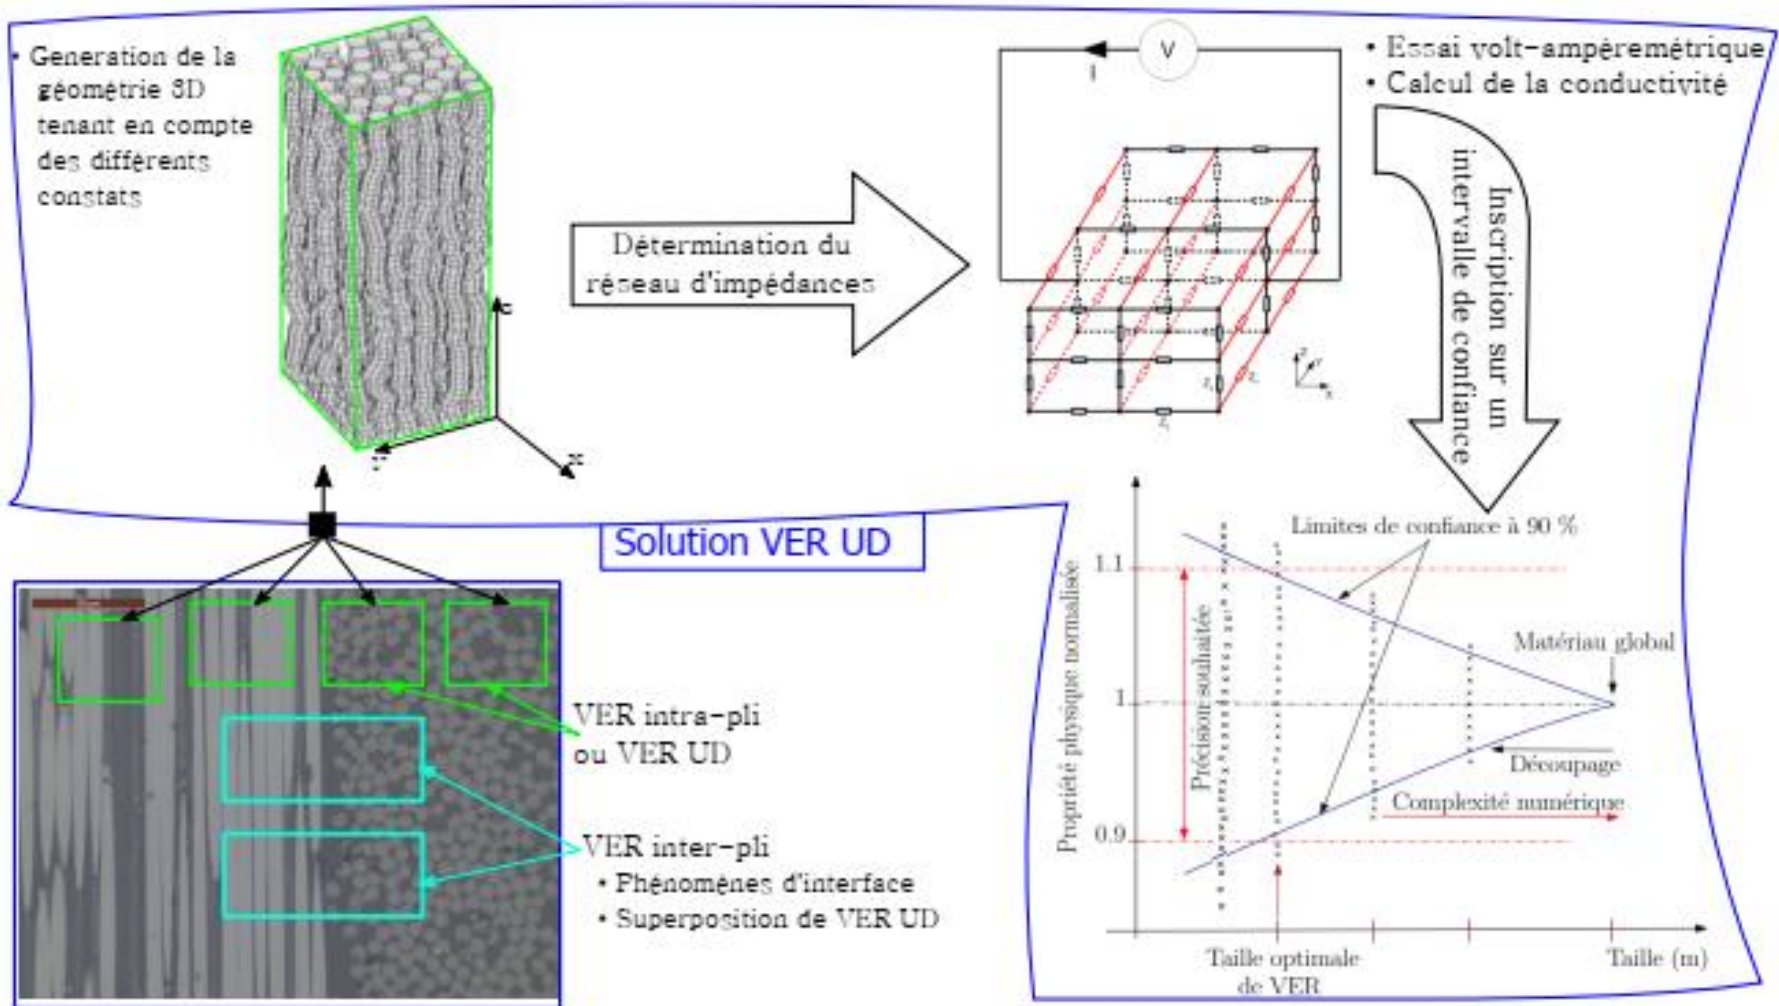 • Generation de la
géométrie 3D
tenant en compte
des différents
constats
Détermination du
réseau d'impédances
V
I
• Essai volt-ampèremétrique
• Calcul de la conductivité
Inscription sur un
intervalle de confiance
Z
Y
X
Y
X
Solution VER UD
VER intra-pli
ou VER UD
VER inter-pli
• Phénomènes d'interface
• Superposition de VER UD
Propriété physique normalisée
1.1
1
0.9
Précision souhaitée
Limites de confiance à 90 %
Matériau global
Découpage
Complexité numérique
Taille optimale
de VER
Taille (m)